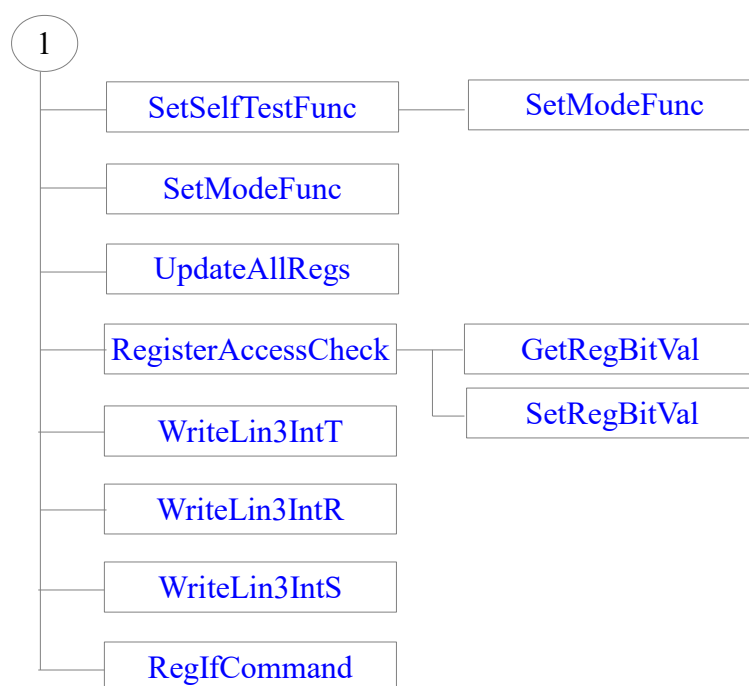 1
SetSelfTestFunc
SetModeFunc
SetModeFunc
UpdateAllRegs
RegisterAccessCheck
GetRegBitVal
SetRegBitVal
WriteLin3IntT
WriteLin3IntR
WriteLin3IntS
RegIfCommand